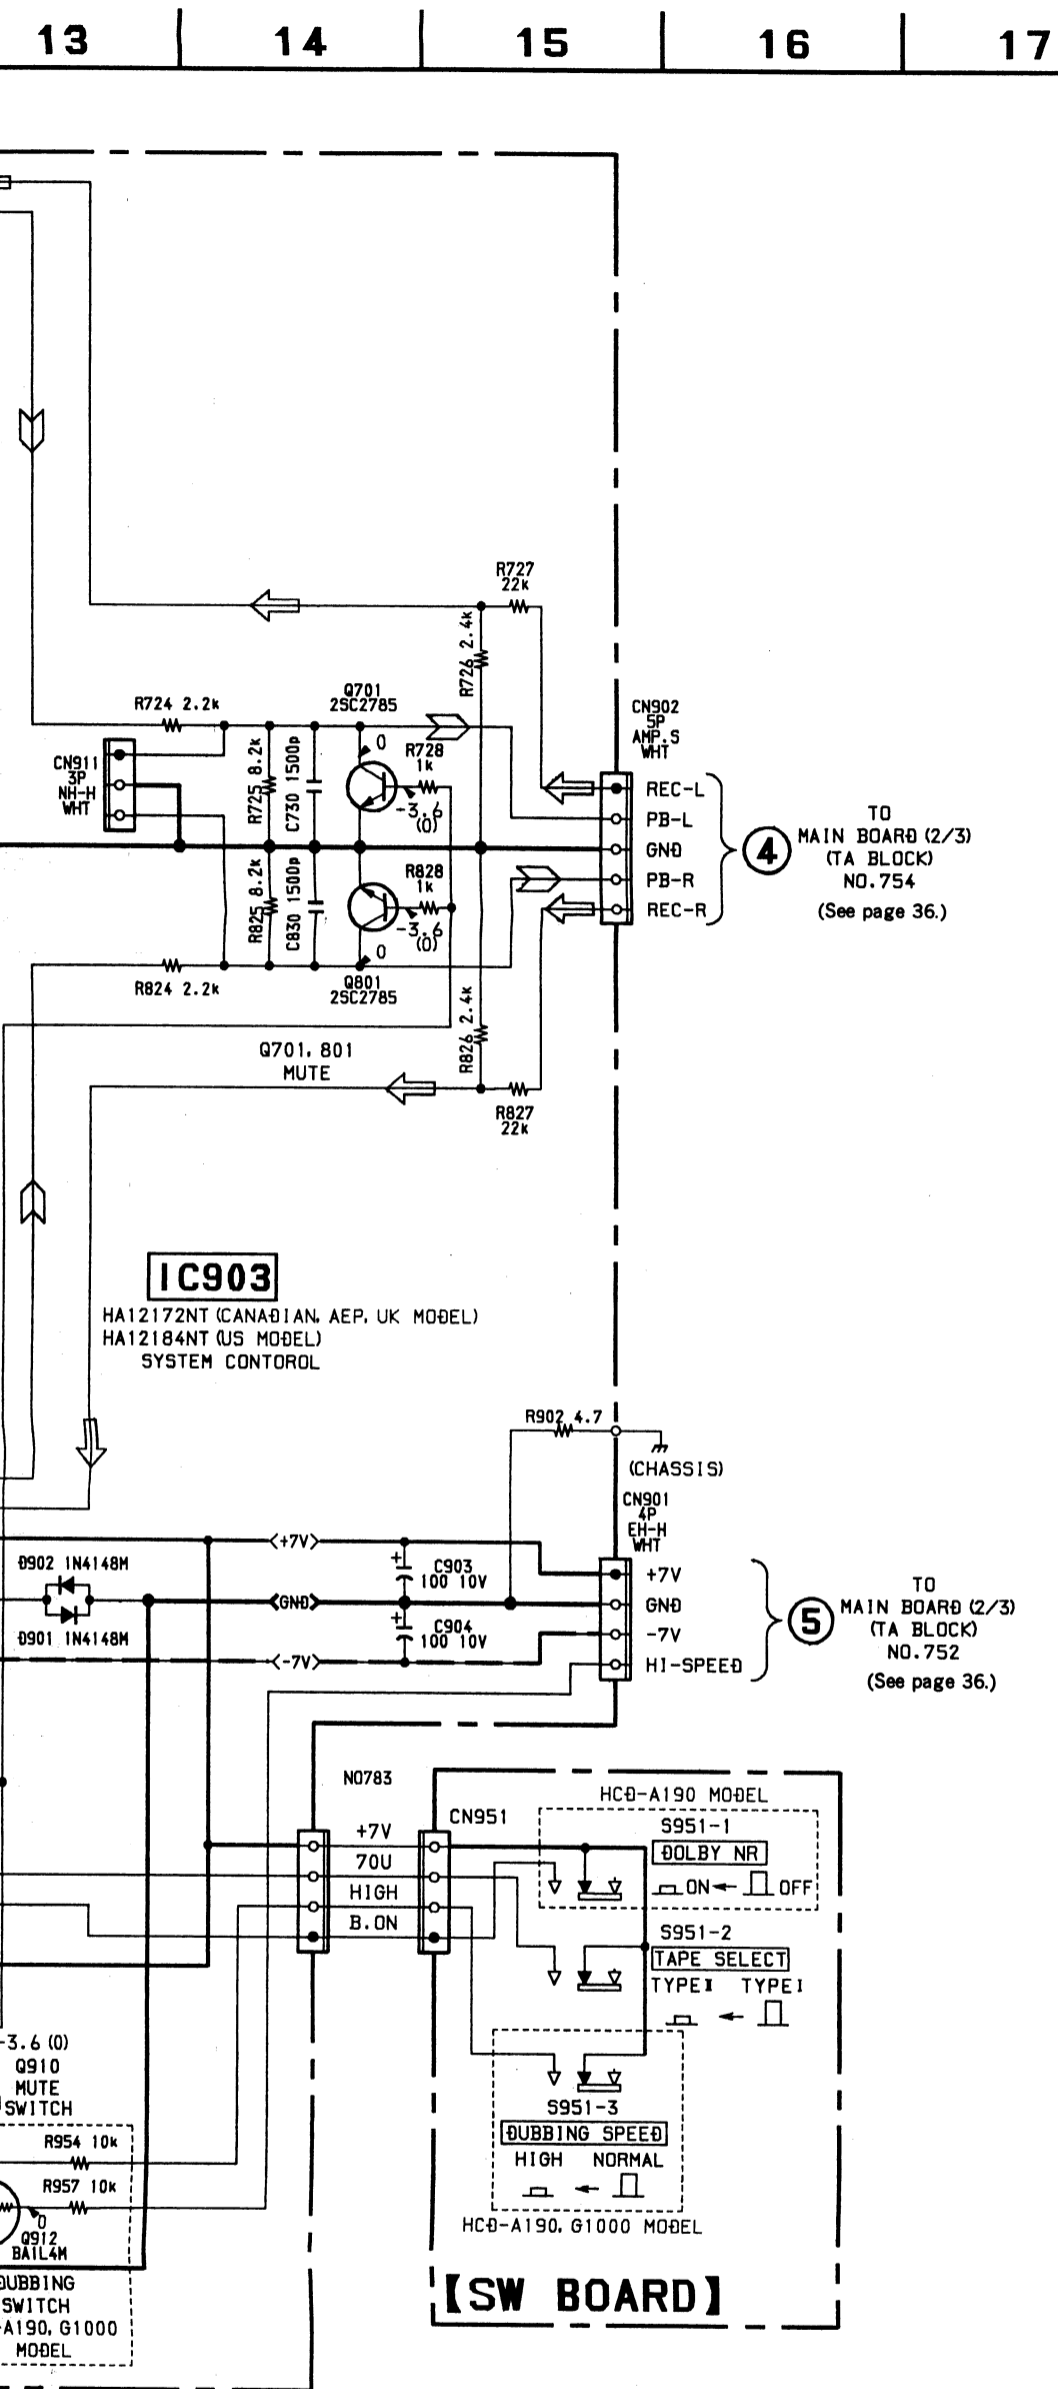 13 14 15 16 17
R727
22k
R726 2.4k
R724 2.2k
Q701
2SC2785
0
R728
1k
-3.6
(0)
CN911
3P
NH-H
WHT
R725 8.2k
C730 1500p
CN902
5P
AMP.S
WHT
REC-L
PB-L
GND
PB-R
REC-R
4
TO
MAIN BOARD (2/3)
(TA BLOCK)
NO.754
(See page 36.)
R825 8.2k
C830 1500p
R828
1k
-3.6
(0)
0
Q801
2SC2785
R824 2.2k
R826 2.4k
Q701, 801
MUTE
R827
22k
IC903
HA12172NT (CANADIAN, AEP, UK MODEL)
HA12184NT (US MODEL)
SYSTEM CONTOROL
R902 4.7
(CHASSIS)
CN901
4P
EH-H
WHT
+7V
GND
-7V
HI-SPEED
5
TO
MAIN BOARD (2/3)
(TA BLOCK)
NO.752
(See page 36.)
<+7V>
D902 1N4148M
+
C903
100 10V
<GND>
D901 1N4148M
+
C904
100 10V
<-7V>
NO783
+7V
70U
HIGH
B.ON
CN951
HCD-A190 MODEL
S951-1
DOLBY NR
ON ← OFF
S951-2
TAPE SELECT
TYPEⅡ TYPEⅠ
←
S951-3
DUBBING SPEED
HIGH NORMAL
←
HCD-A190, G1000 MODEL
【SW BOARD】
-3.6 (0)
Q910
MUTE
SWITCH
R954 10k
R957 10k
0
Q912
BA1L4M
DUBBING
SWITCH
-A190, G1000
MODEL